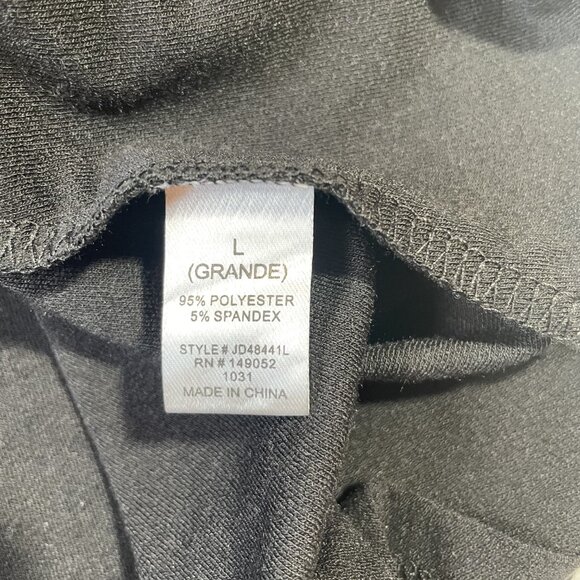 L
(GRANDE)
95% POLYESTER
5% SPANDEX
STYLE# JD48441L
RN # 149052
1031
MADE IN CHINA